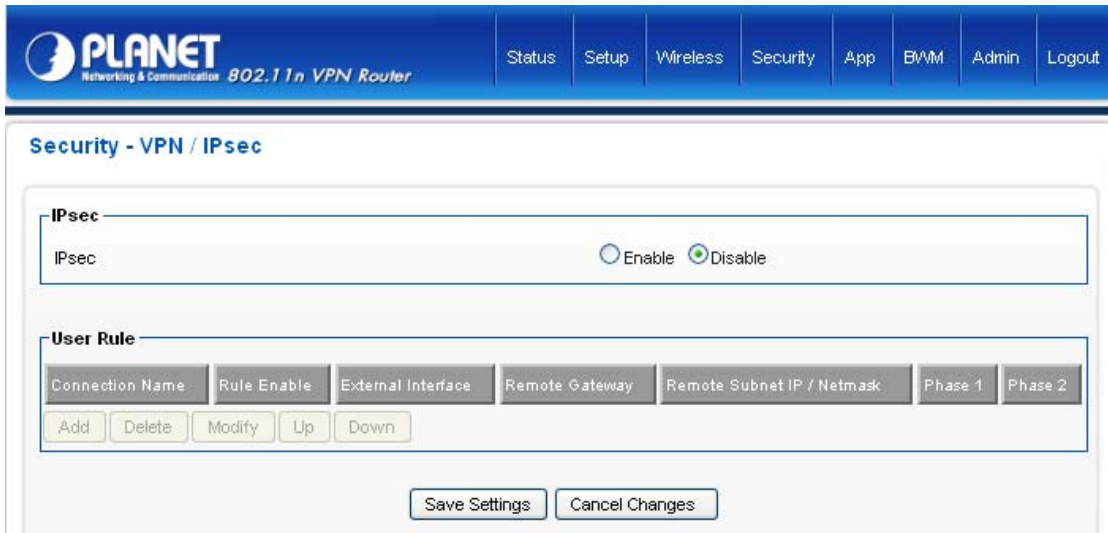 PLANET
Networking & Communication 802.11n VPN Router
Status Setup Wireless Security App BWM Admin Logout
Security - VPN / IPsec
IPsec
IPsec Enable Disable
User Rule
Connection Name Rule Enable External Interface Remote Gateway Remote Subnet IP / Netmask Phase 1 Phase 2
Add Delete Modify Up Down
Save Settings Cancel Changes